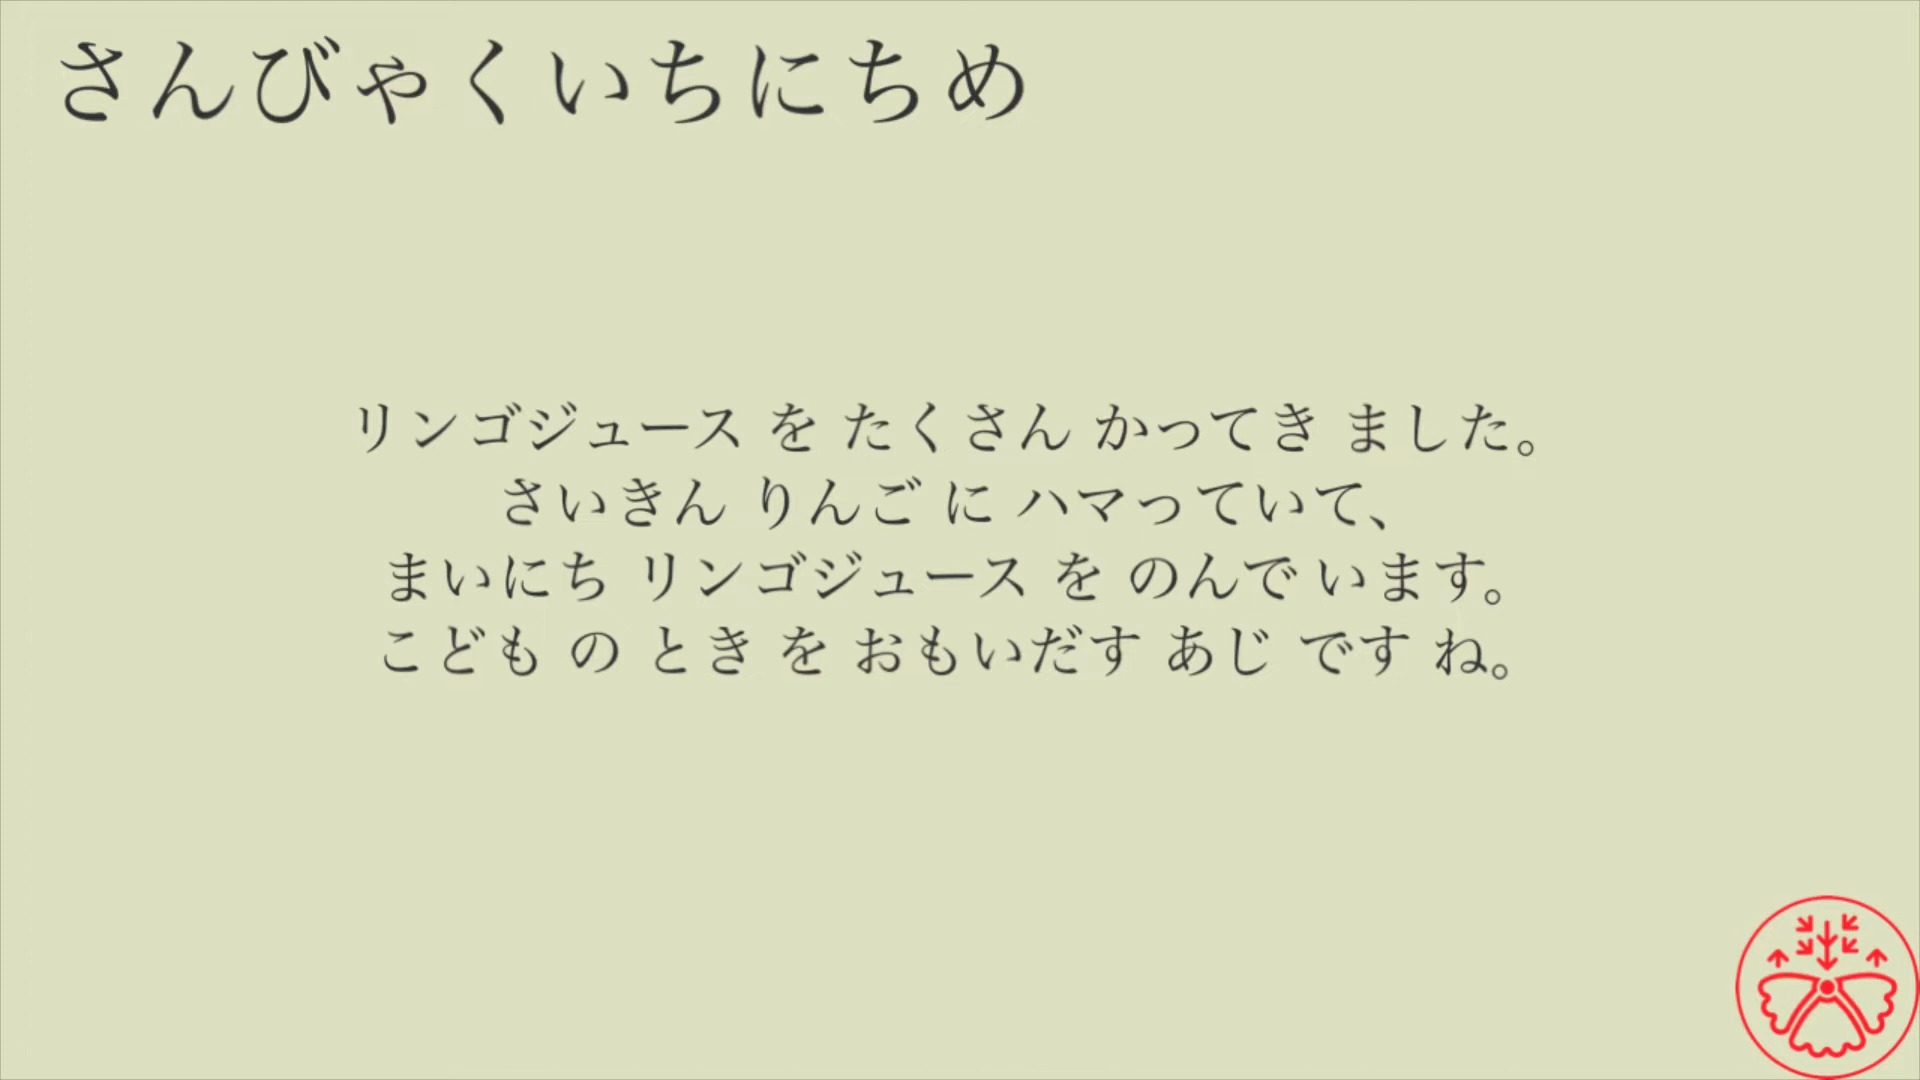 さんびゃくいちにちめ
リンゴジュース を たくさん かってき ました。
さいきん りんご に ハマっていて、
まいにち リンゴジュース を のんで います。
こども の とき を おもいだす あじ です ね。